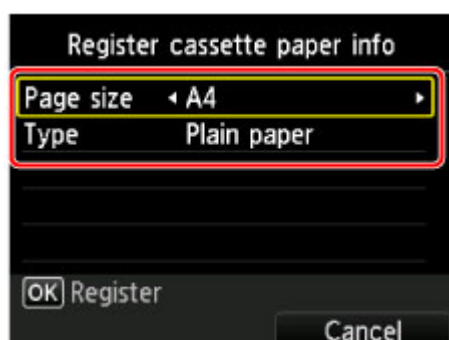 Register cassette paper info
Page size A4
Type Plain paper
OK Register
Cancel